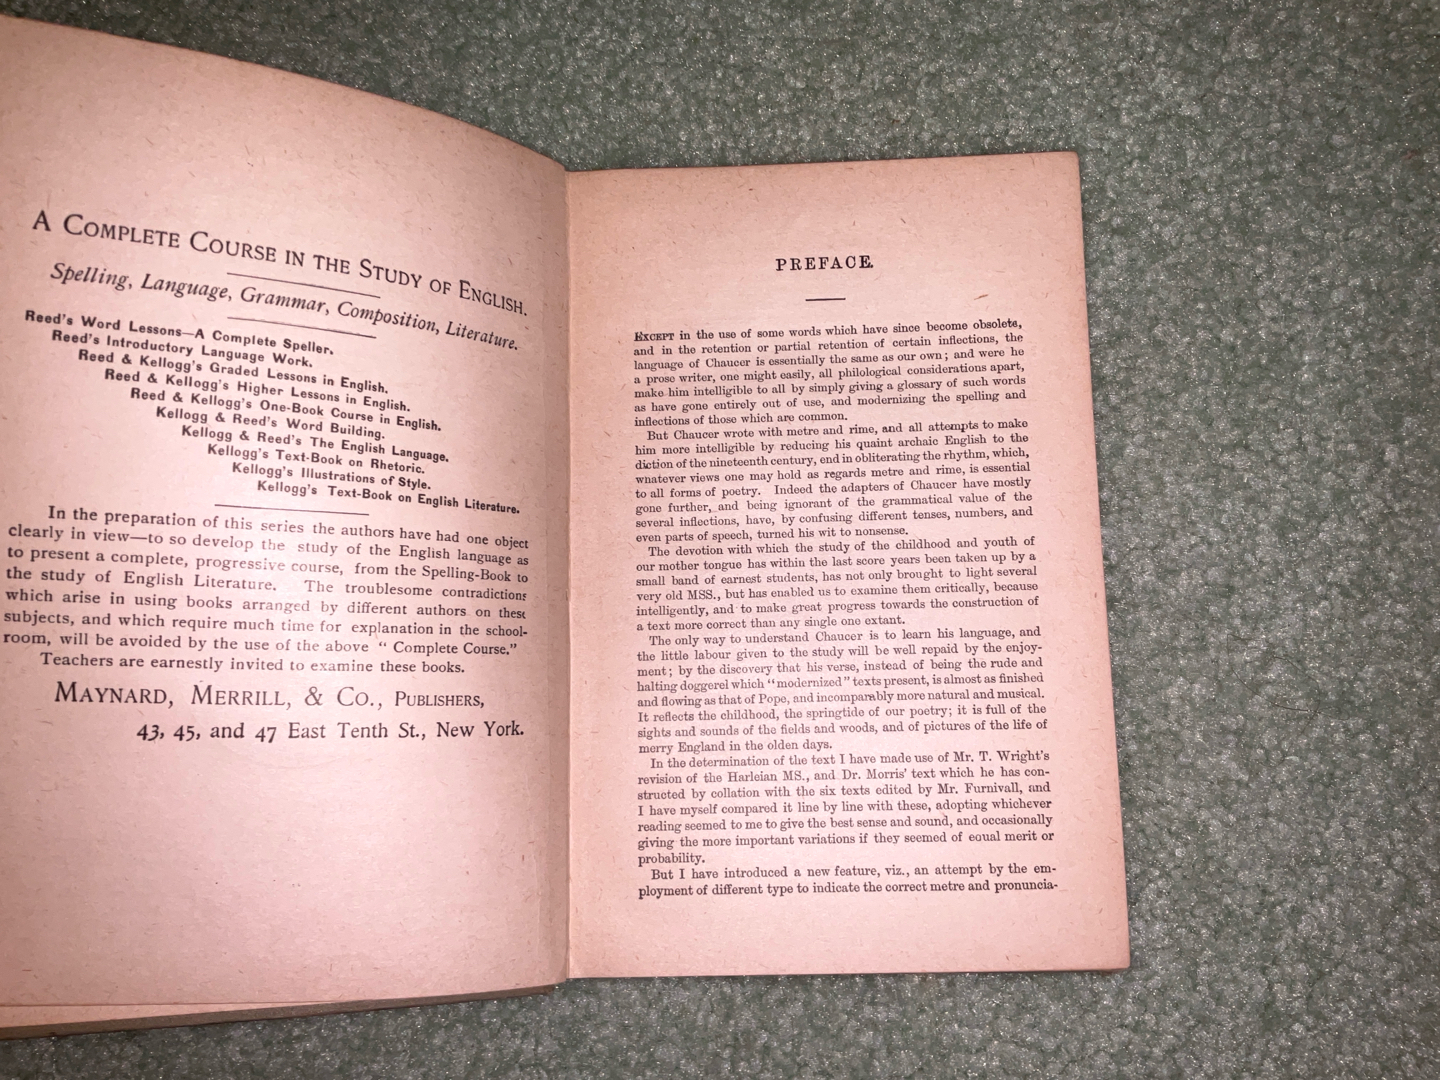 A COMPLETE COURSE IN THE STUDY OF ENGLISH.
Spelling, Language, Grammar, Composition, Literature.
Reed's Word Lessons—A Complete Speller.
Reed's Introductory Language Work.
Reed & Kellogg's Graded Lessons in English.
Reed & Kellogg's Higher Lessons in English.
Reed & Kellogg's One-Book Course in English.
Kellogg & Reed's Word Building.
Kellogg & Reed's The English Language.
Kellogg's Text-Book on Rhetoric.
Kellogg's Illustrations of Style.
Kellogg's Text-Book on English Literature.
In the preparation of this series the authors have had one object
clearly in view—to so develop the study of the English language as
to present a complete, progressive course, from the Spelling-Book to
the study of English Literature. The troublesome contradictions
which arise in using books arranged by different authors on these
subjects, and which require much time for explanation in the school-
room, will be avoided by the use of the above "Complete Course."
Teachers are earnestly invited to examine these books.
MAYNARD, MERRILL, & CO., PUBLISHERS,
43, 45, and 47 East Tenth St., New York.
PREFACE.
EXCEPT in the use of some words which have since become obsolete,
and in the retention or partial retention of certain inflections, the
language of Chaucer is essentially the same as our own; and were he
a prose writer, one might easily, all philological considerations apart,
make him intelligible to all by simply giving a glossary of such words
as have gone entirely out of use, and modernizing the spelling and
inflections of those which are common.
But Chaucer wrote with metre and rime, and all attempts to make
him more intelligible by reducing his quaint archaic English to the
diction of the nineteenth century, end in obliterating the rhythm, which,
whatever views one may hold as regards metre and rime, is essential
to all forms of poetry. Indeed the adapters of Chaucer have mostly
gone further, and being ignorant of the grammatical value of the
several inflections, have, by confusing different tenses, numbers, and
even parts of speech, turned his wit to nonsense.
The devotion with which the study of the childhood and youth of
our mother tongue has within the last score years been taken up by a
small band of earnest students, has not only brought to light several
very old MSS., but has enabled us to examine them critically, because
intelligently, and to make great progress towards the construction of
a text more correct than any single one extant.
The only way to understand Chaucer is to learn his language, and
the little labour given to the study will be well repaid by the enjoy-
ment; by the discovery that his verse, instead of being the rude and
halting doggerel which "modernized" texts present, is almost as finished
and flowing as that of Pope, and incomparably more natural and musical.
It reflects the childhood, the springtide of our poetry; it is full of the
sights and sounds of the fields and woods, and of pictures of the life of
merry England in the olden days.
In the determination of the text I have made use of Mr. T. Wright's
revision of the Harleian MS., and Dr. Morris' text which he has con-
structed by collation with the six texts edited by Mr. Furnivall, and
I have myself compared it line by line with these, adopting whichever
reading seemed to me to give the best sense and sound, and occasionally
giving the more important variations if they seemed of equal merit or
probability.
But I have introduced a new feature, viz., an attempt by the em-
ployment of different type to indicate the correct metre and pronuncia-